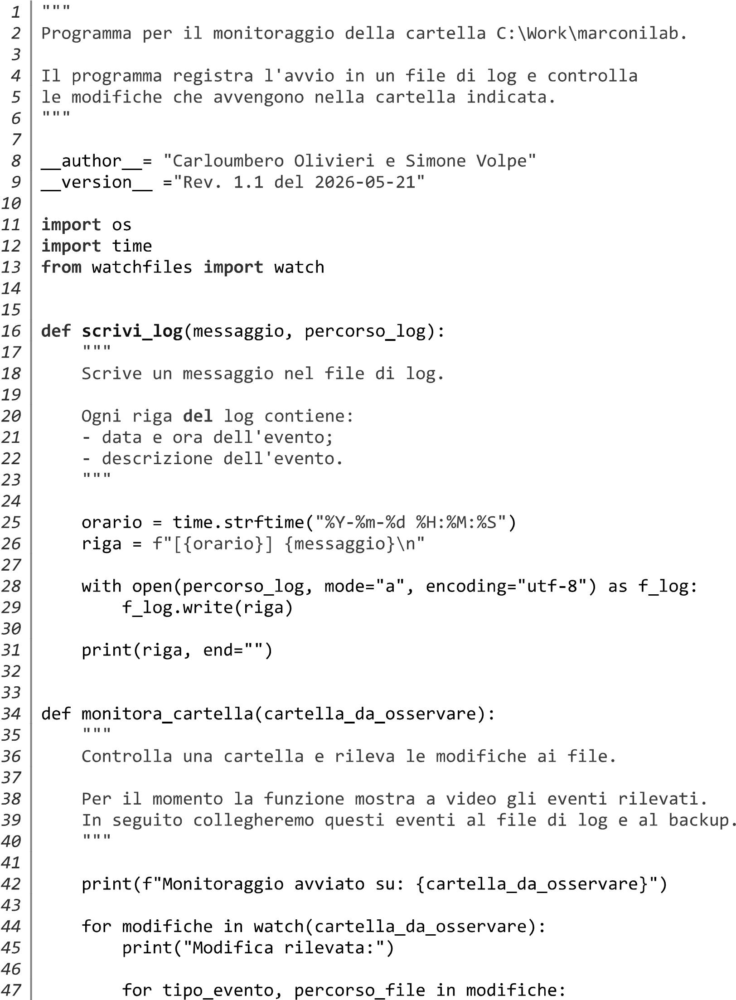 1 """
2 Programma per il monitoraggio della cartella C:\Work\marconilab.
3
4 Il programma registra l'avvio in un file di log e controlla
5 le modifiche che avvengono nella cartella indicata.
6 """
7
8 __author__= "Carloumbero Olivieri e Simone Volpe"
9 __version__ ="Rev. 1.1 del 2026-05-21"
10
11 import os
12 import time
13 from watchfiles import watch
14
15
16 def scrivi_log(messaggio, percorso_log):
17     """
18     Scrive un messaggio nel file di log.
19
20     Ogni riga del log contiene:
21     - data e ora dell'evento;
22     - descrizione dell'evento.
23     """
24
25     orario = time.strftime("%Y-%m-%d %H:%M:%S")
26     riga = f"[{orario}] {messaggio}\n"
27
28     with open(percorso_log, mode="a", encoding="utf-8") as f_log:
29         f_log.write(riga)
30
31     print(riga, end="")
32
33
34 def monitora_cartella(cartella_da_osservare):
35     """
36     Controlla una cartella e rileva le modifiche ai file.
37
38     Per il momento la funzione mostra a video gli eventi rilevati.
39     In seguito collegheremo questi eventi al file di log e al backup.
40     """
41
42     print(f"Monitoraggio avviato su: {cartella_da_osservare}")
43
44     for modifiche in watch(cartella_da_osservare):
45         print("Modifica rilevata:")
46
47         for tipo_evento, percorso_file in modifiche: